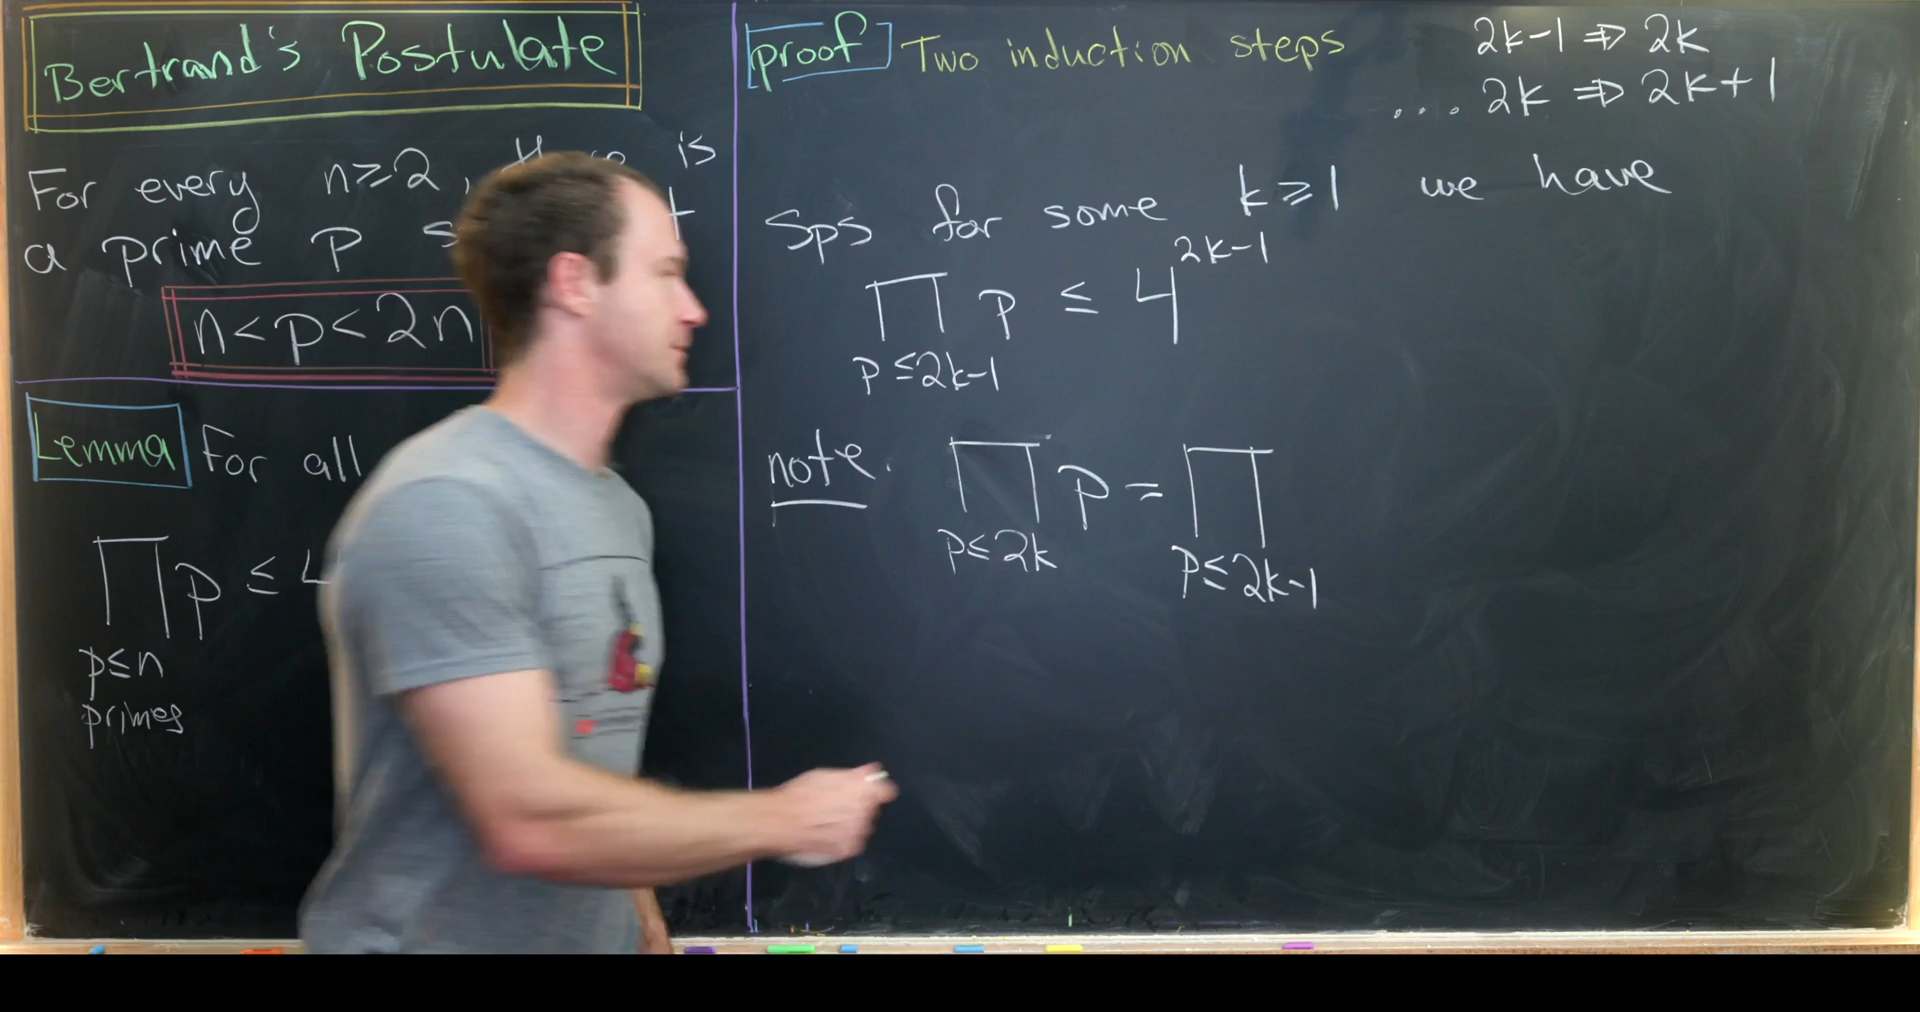 Bertrand's Postulate
For every n≥2, is
a prime p
n<p<2n
Lemma For all
∏ p ≤ 4
p≤n
primes
proof Two induction steps
2k-1 ⇒ 2k
.... 2k ⇒ 2k+1
Sps for some k≥1 we have
∏ p ≤ 4^{2k-1}
p≤2k-1
note. ∏ p = ∏
p≤2k p≤2k-1